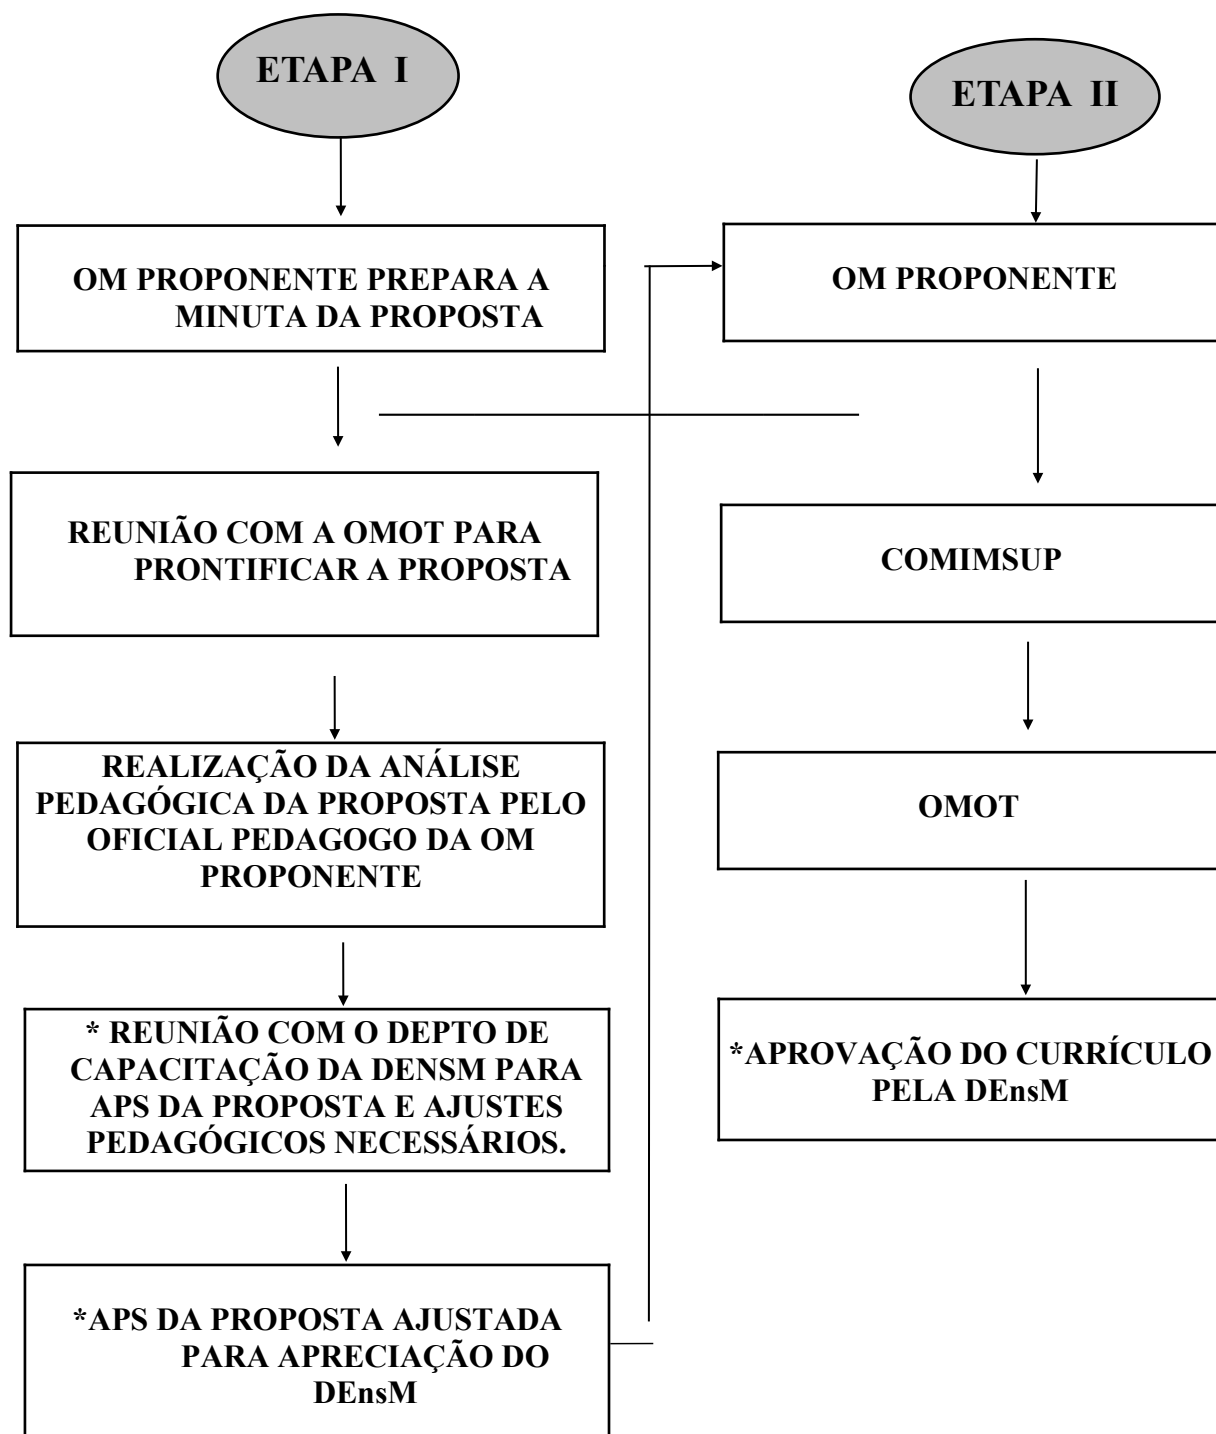 ETAPA I
OM PROPONENTE PREPARA A
MINUTA DA PROPOSTA
REUNIÃO COM A OMOT PARA
PRONTIFICAR A PROPOSTA
REALIZAÇÃO DA ANÁLISE
PEDAGÓGICA DA PROPOSTA PELO
OFICIAL PEDAGOGO DA OM
PROPONENTE
* REUNIÃO COM O DEPTO DE
CAPACITAÇÃO DA DENSM PARA
APS DA PROPOSTA E AJUSTES
PEDAGÓGICOS NECESSÁRIOS.
*APS DA PROPOSTA AJUSTADA
PARA APRECIAÇÃO DO
DEnsM
ETAPA II
OM PROPONENTE
COMIMSUP
OMOT
*APROVAÇÃO DO CURRÍCULO
PELA DEnsM